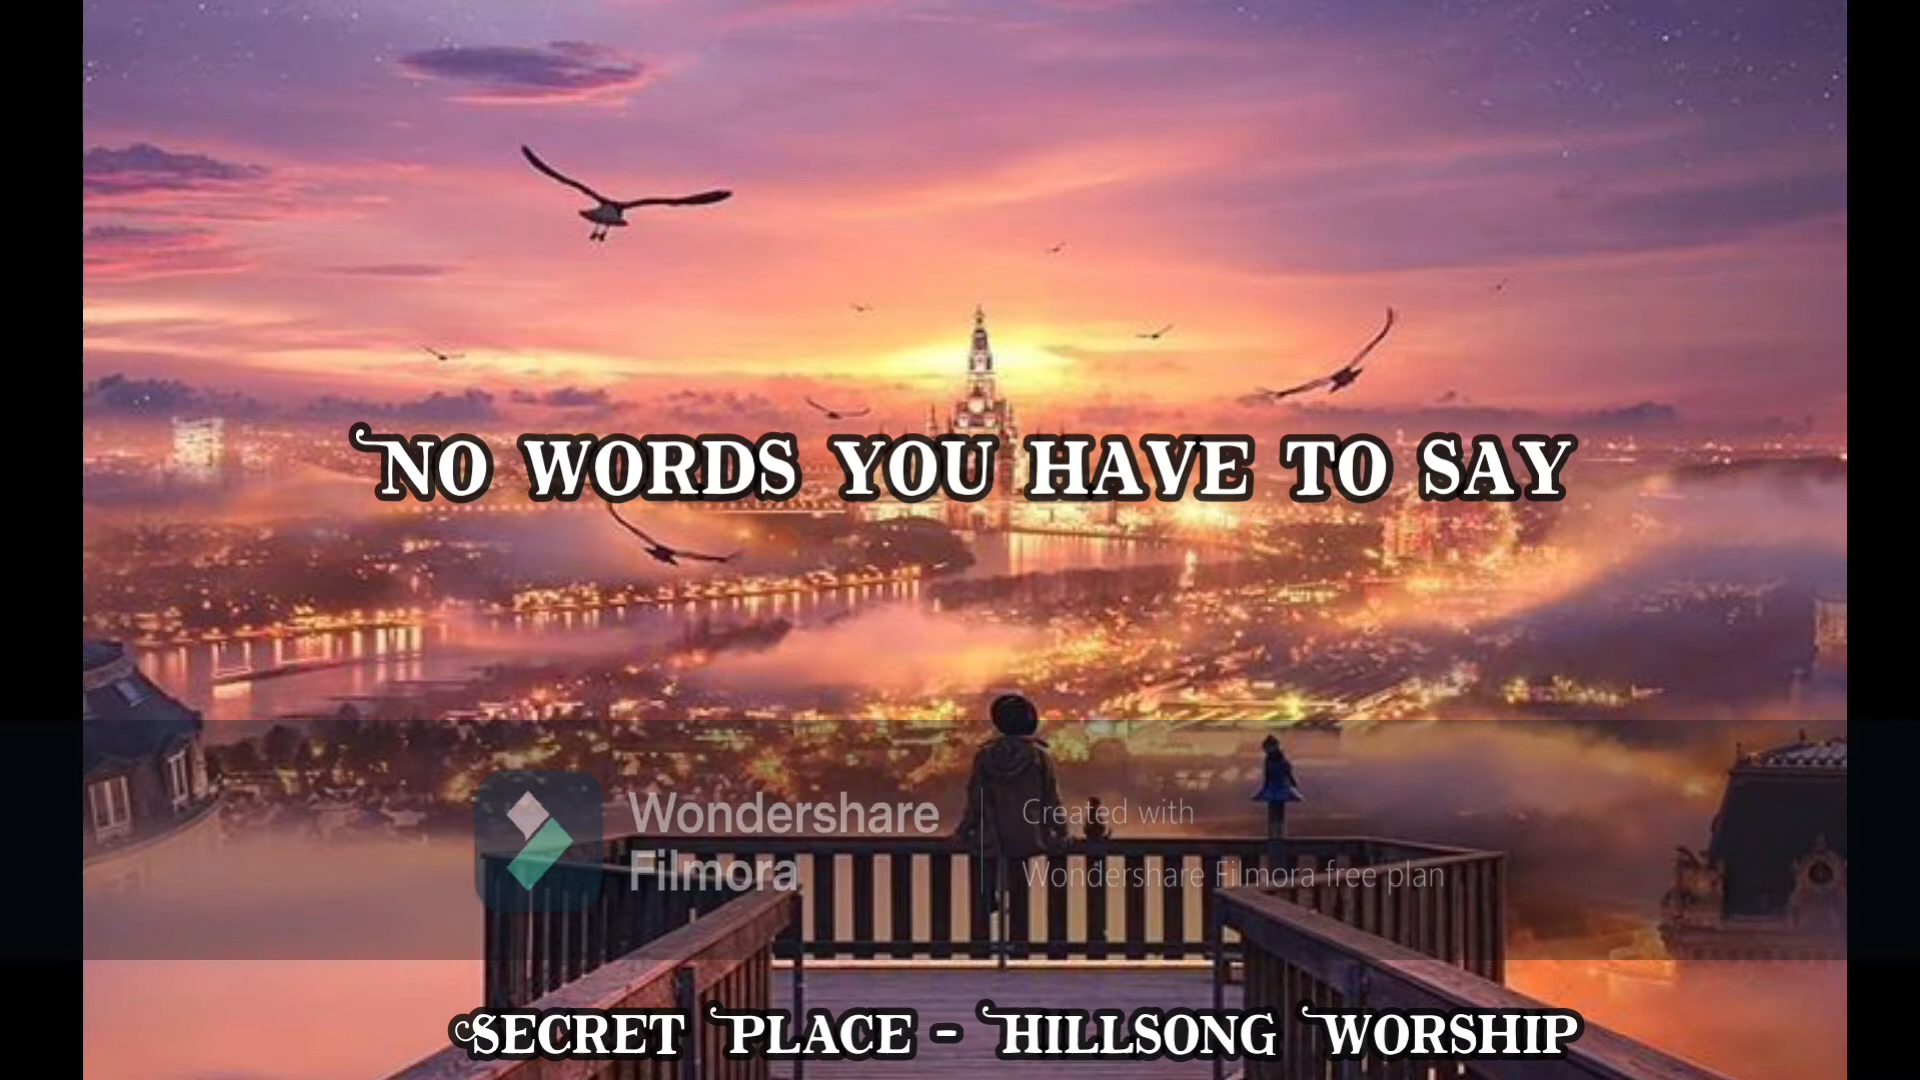 No words you have to say
Wondershare
Filmora
Created with
Wondershare Filmora free plan
Secret Place - Hillsong Worship